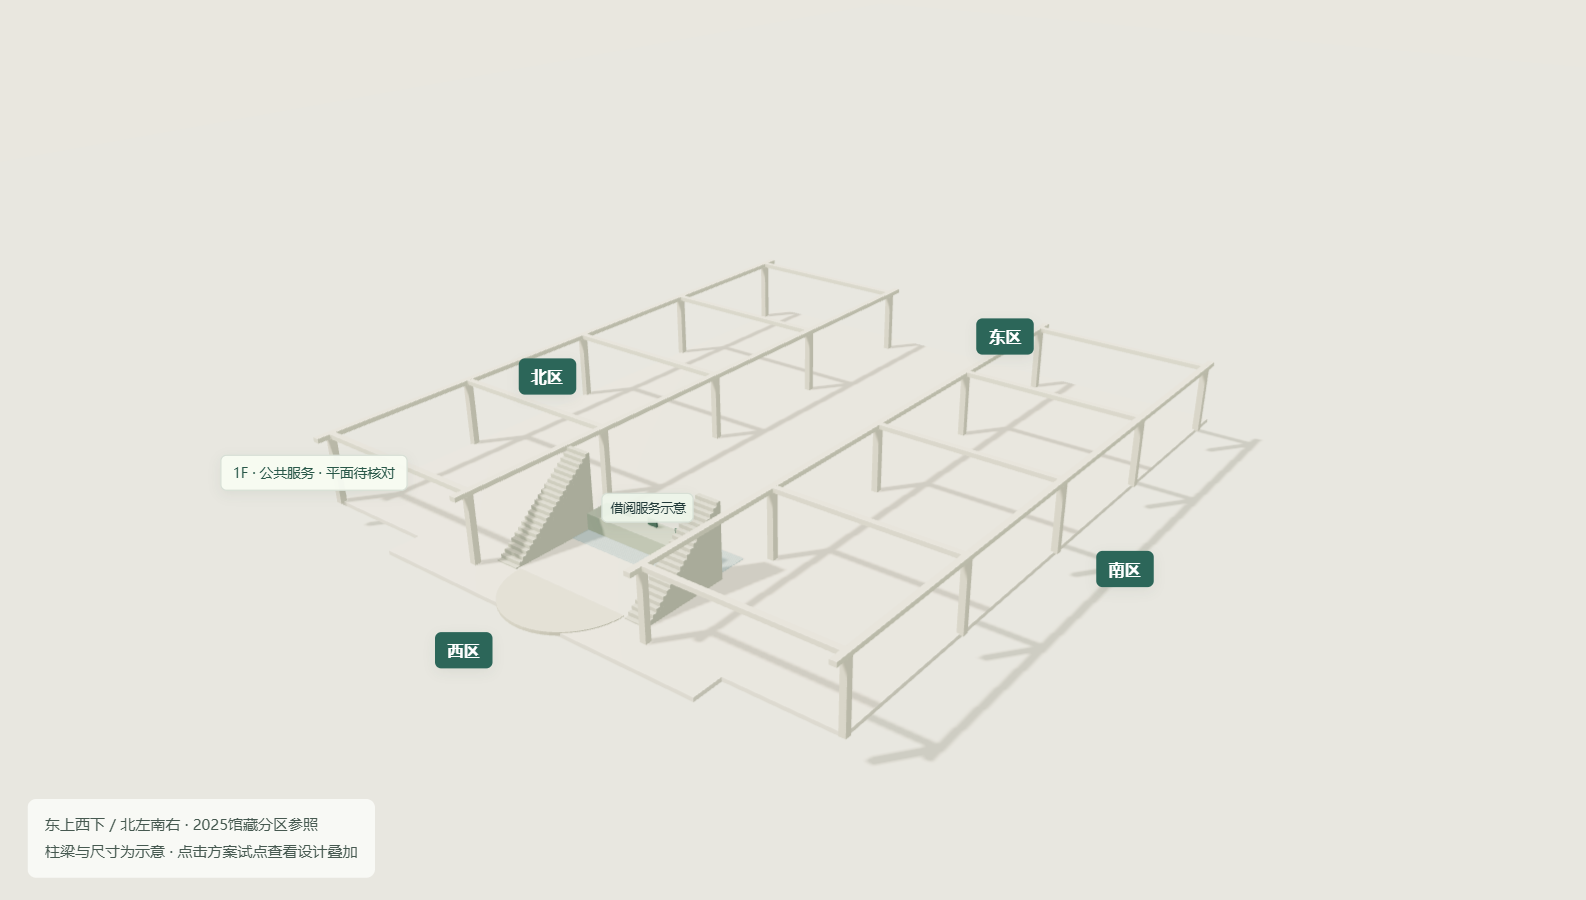 东区
北区
1F · 公共服务 · 平面待核对
借阅服务示意
南区
西区
东上西下 / 北左南右 · 2025馆藏分区参照
柱梁与尺寸为示意 · 点击方案试点查看设计叠加